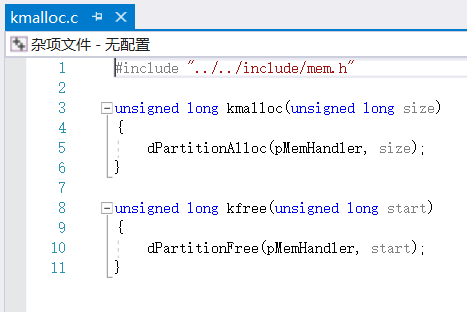 kmalloc.c
杂项文件 - 无配置
1 #include "../../include/mem.h"
2
3 unsigned long kmalloc(unsigned long size)
4 {
5     dPartitionAlloc(pMemHandler, size);
6 }
7
8 unsigned long kfree(unsigned long start)
9 {
10     dPartitionFree(pMemHandler, start);
11 }